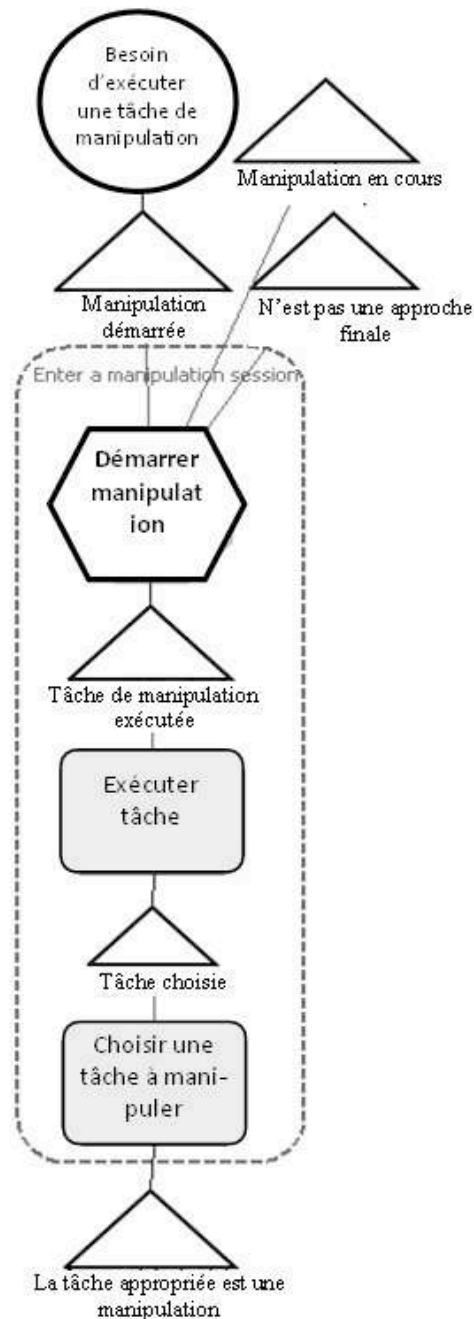 Besoin
d'exécuter
une tâche de
manipulation
Manipulation en cours
Manipulation
démarrée
N'est pas une approche
finale
Enter a manipulation session
Démarrer
manipulat
ion
Tâche de manipulation
exécutée
Exécuter
tâche
Tâche choisie
Choisir une
tâche à mani-
puler
La tâche appropriée est une
manipulation